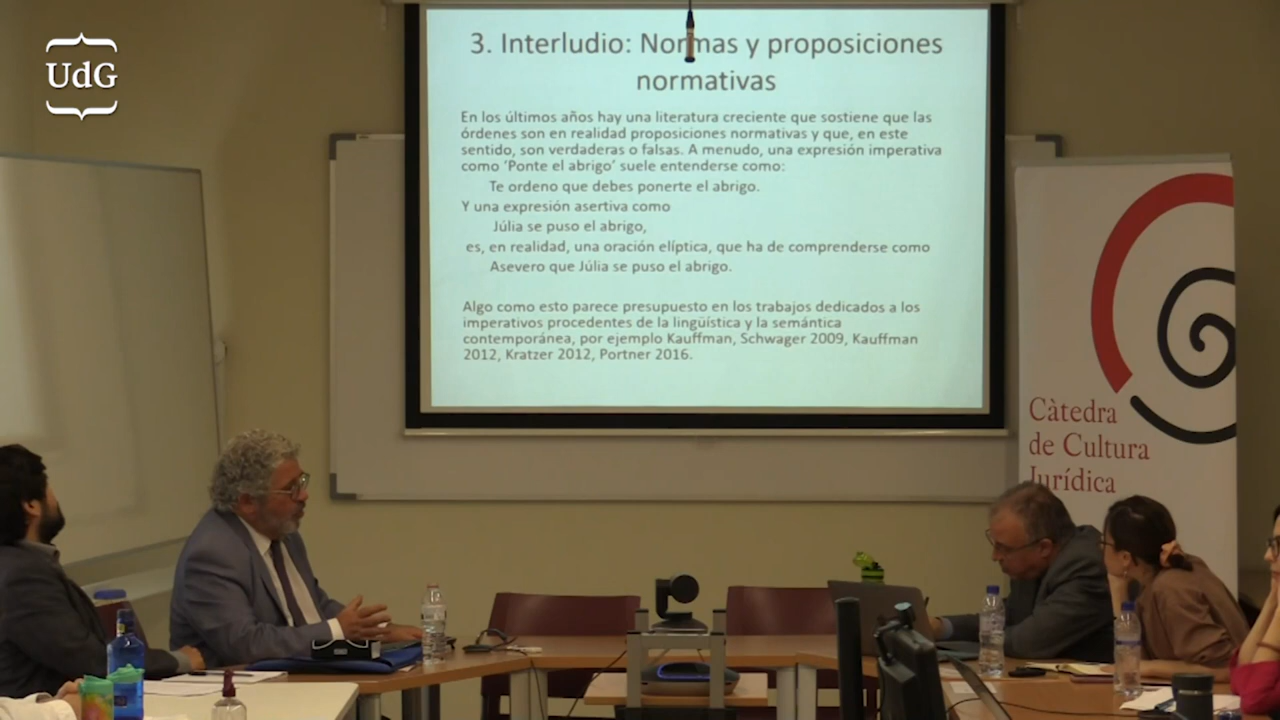 UdG
3. Interludio: Normas y proposiciones
normativas
En los últimos años hay una literatura creciente que sostiene que las
órdenes son en realidad proposiciones normativas y que, en este
sentido, son verdaderas o falsas. A menudo, una expresión imperativa
como ‘Ponte el abrigo’ suele entenderse como:
Te ordeno que debes ponerte el abrigo.
Y una expresión asertiva como
Júlia se puso el abrigo,
es, en realidad, una oración elíptica, que ha de comprenderse como
Asevero que Júlia se puso el abrigo.
Algo como esto parece presupuesto en los trabajos dedicados a los
imperativos procedentes de la lingüística y la semántica
contemporánea, por ejemplo Kauffman, Schwager 2009, Kauffman
2012, Kratzer 2012, Portner 2016.
Càtedra
de Cultura
Jurídica